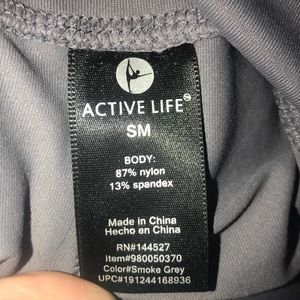 ACTIVE LIFE™
SM
BODY:
87% nylon
13% spandex
Made in China
Hecho en China
RN#144527
Item#980050370
Color#Smoke Grey
UPC#191244168936